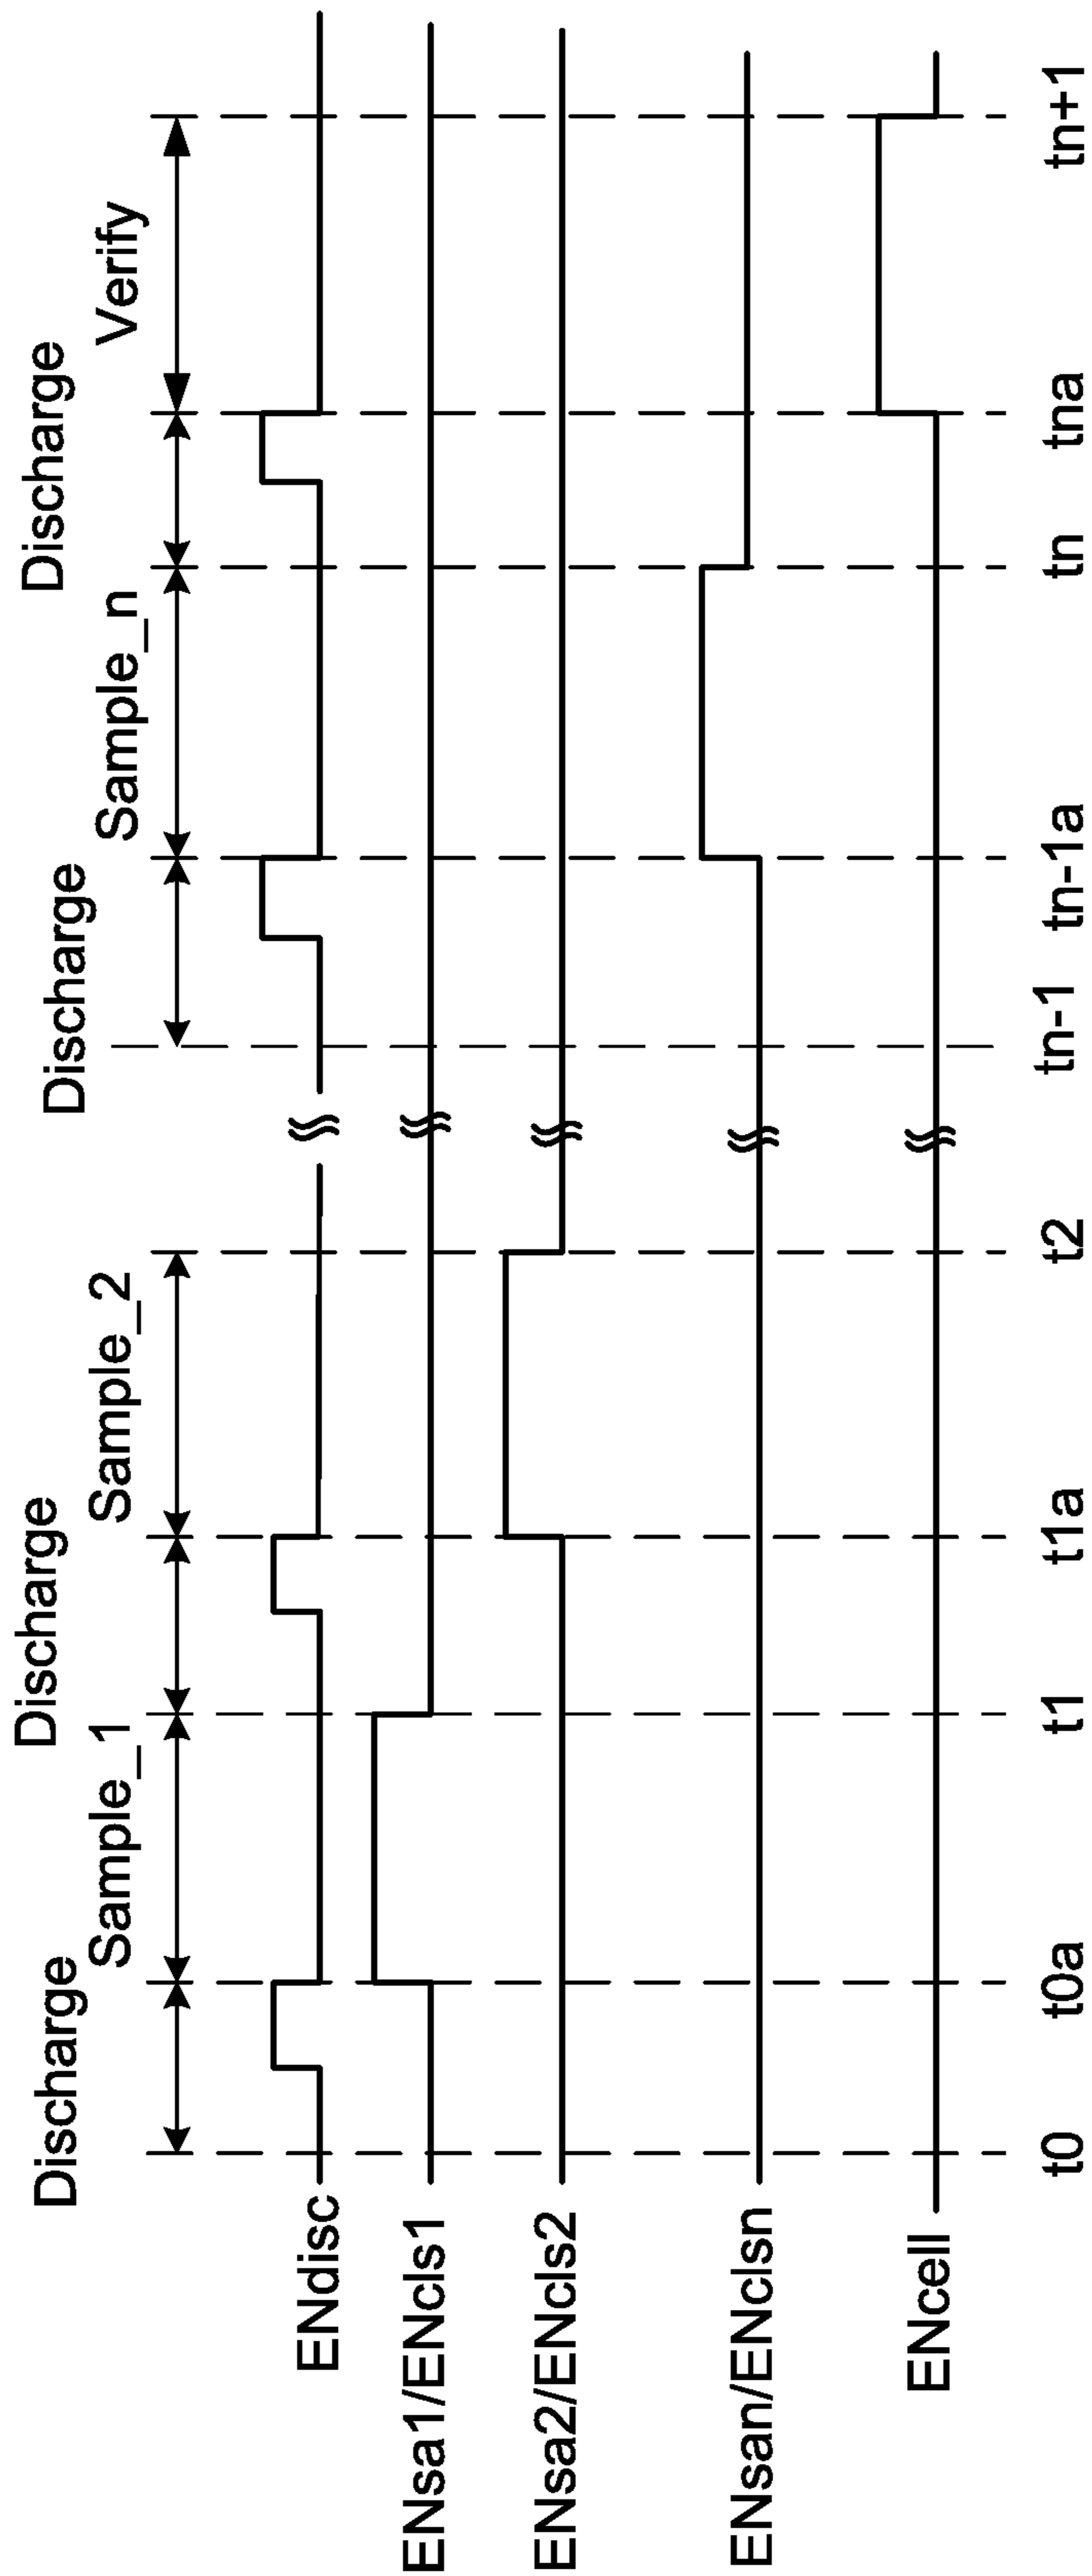 Discharge
Sample_1
Discharge
Sample_2
Discharge
Sample_n
Discharge
Verify
ENdisc
ENsa1/ENcls1
ENsa2/ENcls2
ENsan/ENclsn
ENcell
t0
t0a
t1
t1a
t2
tn-1
tn-1a
tn
tna
tn+1